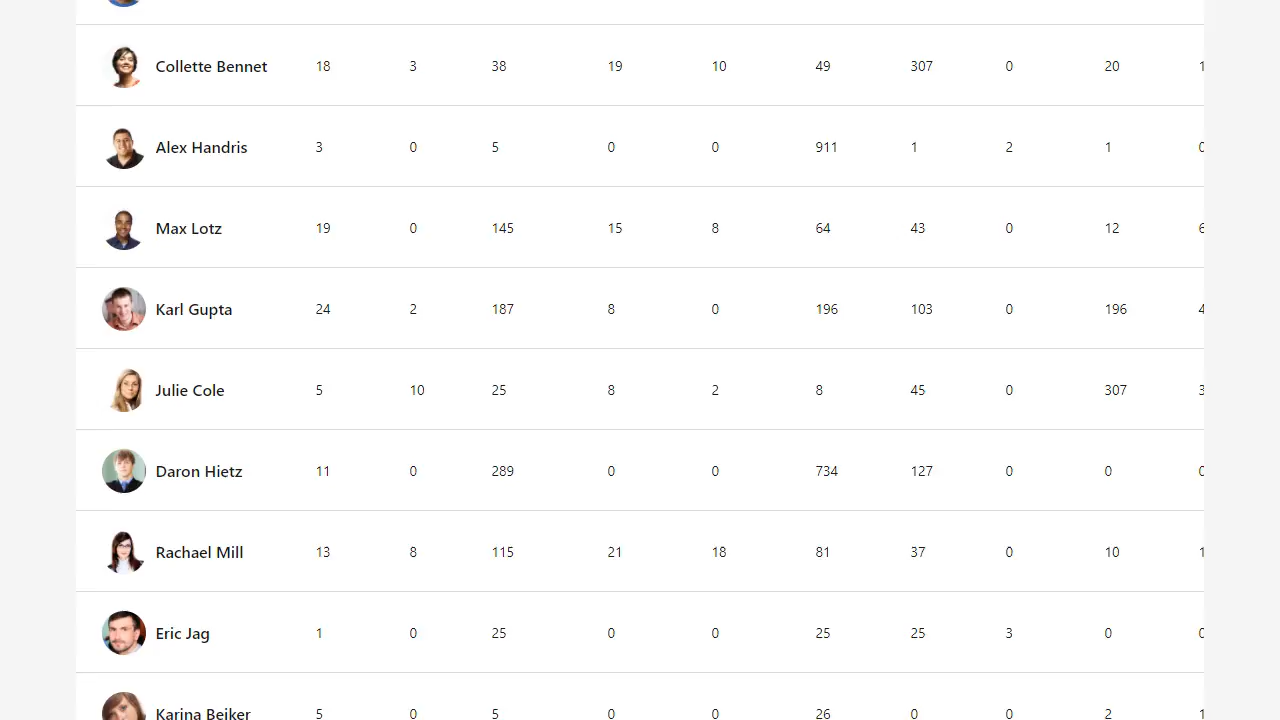 Collette Bennet 18 3 38 19 10 49 307 0 20
Alex Handris 3 0 5 0 0 911 1 2 1
Max Lotz 19 0 145 15 8 64 43 0 12
Karl Gupta 24 2 187 8 0 196 103 0 196
Julie Cole 5 10 25 8 2 8 45 0 307
Daron Hietz 11 0 289 0 0 734 127 0 0
Rachael Mill 13 8 115 21 18 81 37 0 10
Eric Jag 1 0 25 0 0 25 25 3 0
Karina Beiker 5 0 5 0 0 26 0 0 2